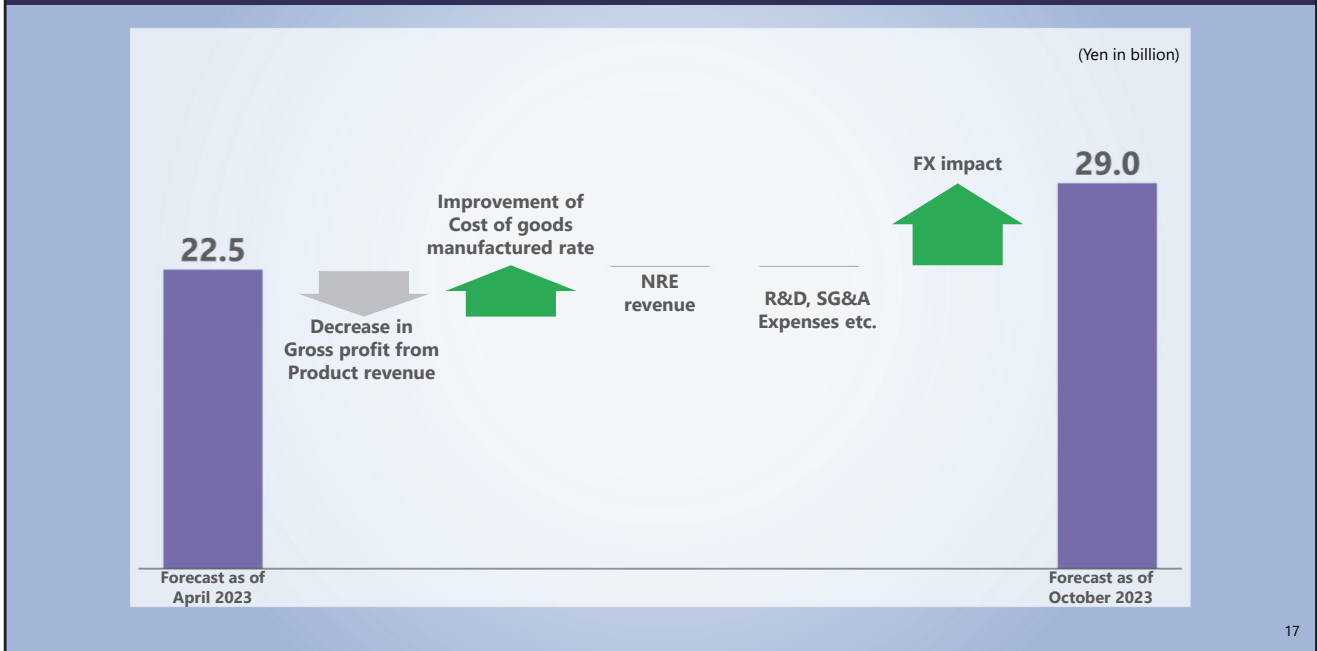 (Yen in billion)
22.5
Decrease in
Gross profit from
Product revenue
Improvement of
Cost of goods
manufactured rate
NRE
revenue
R&D, SG&A
Expenses etc.
FX impact
29.0
Forecast as of
April 2023
Forecast as of
October 2023
17